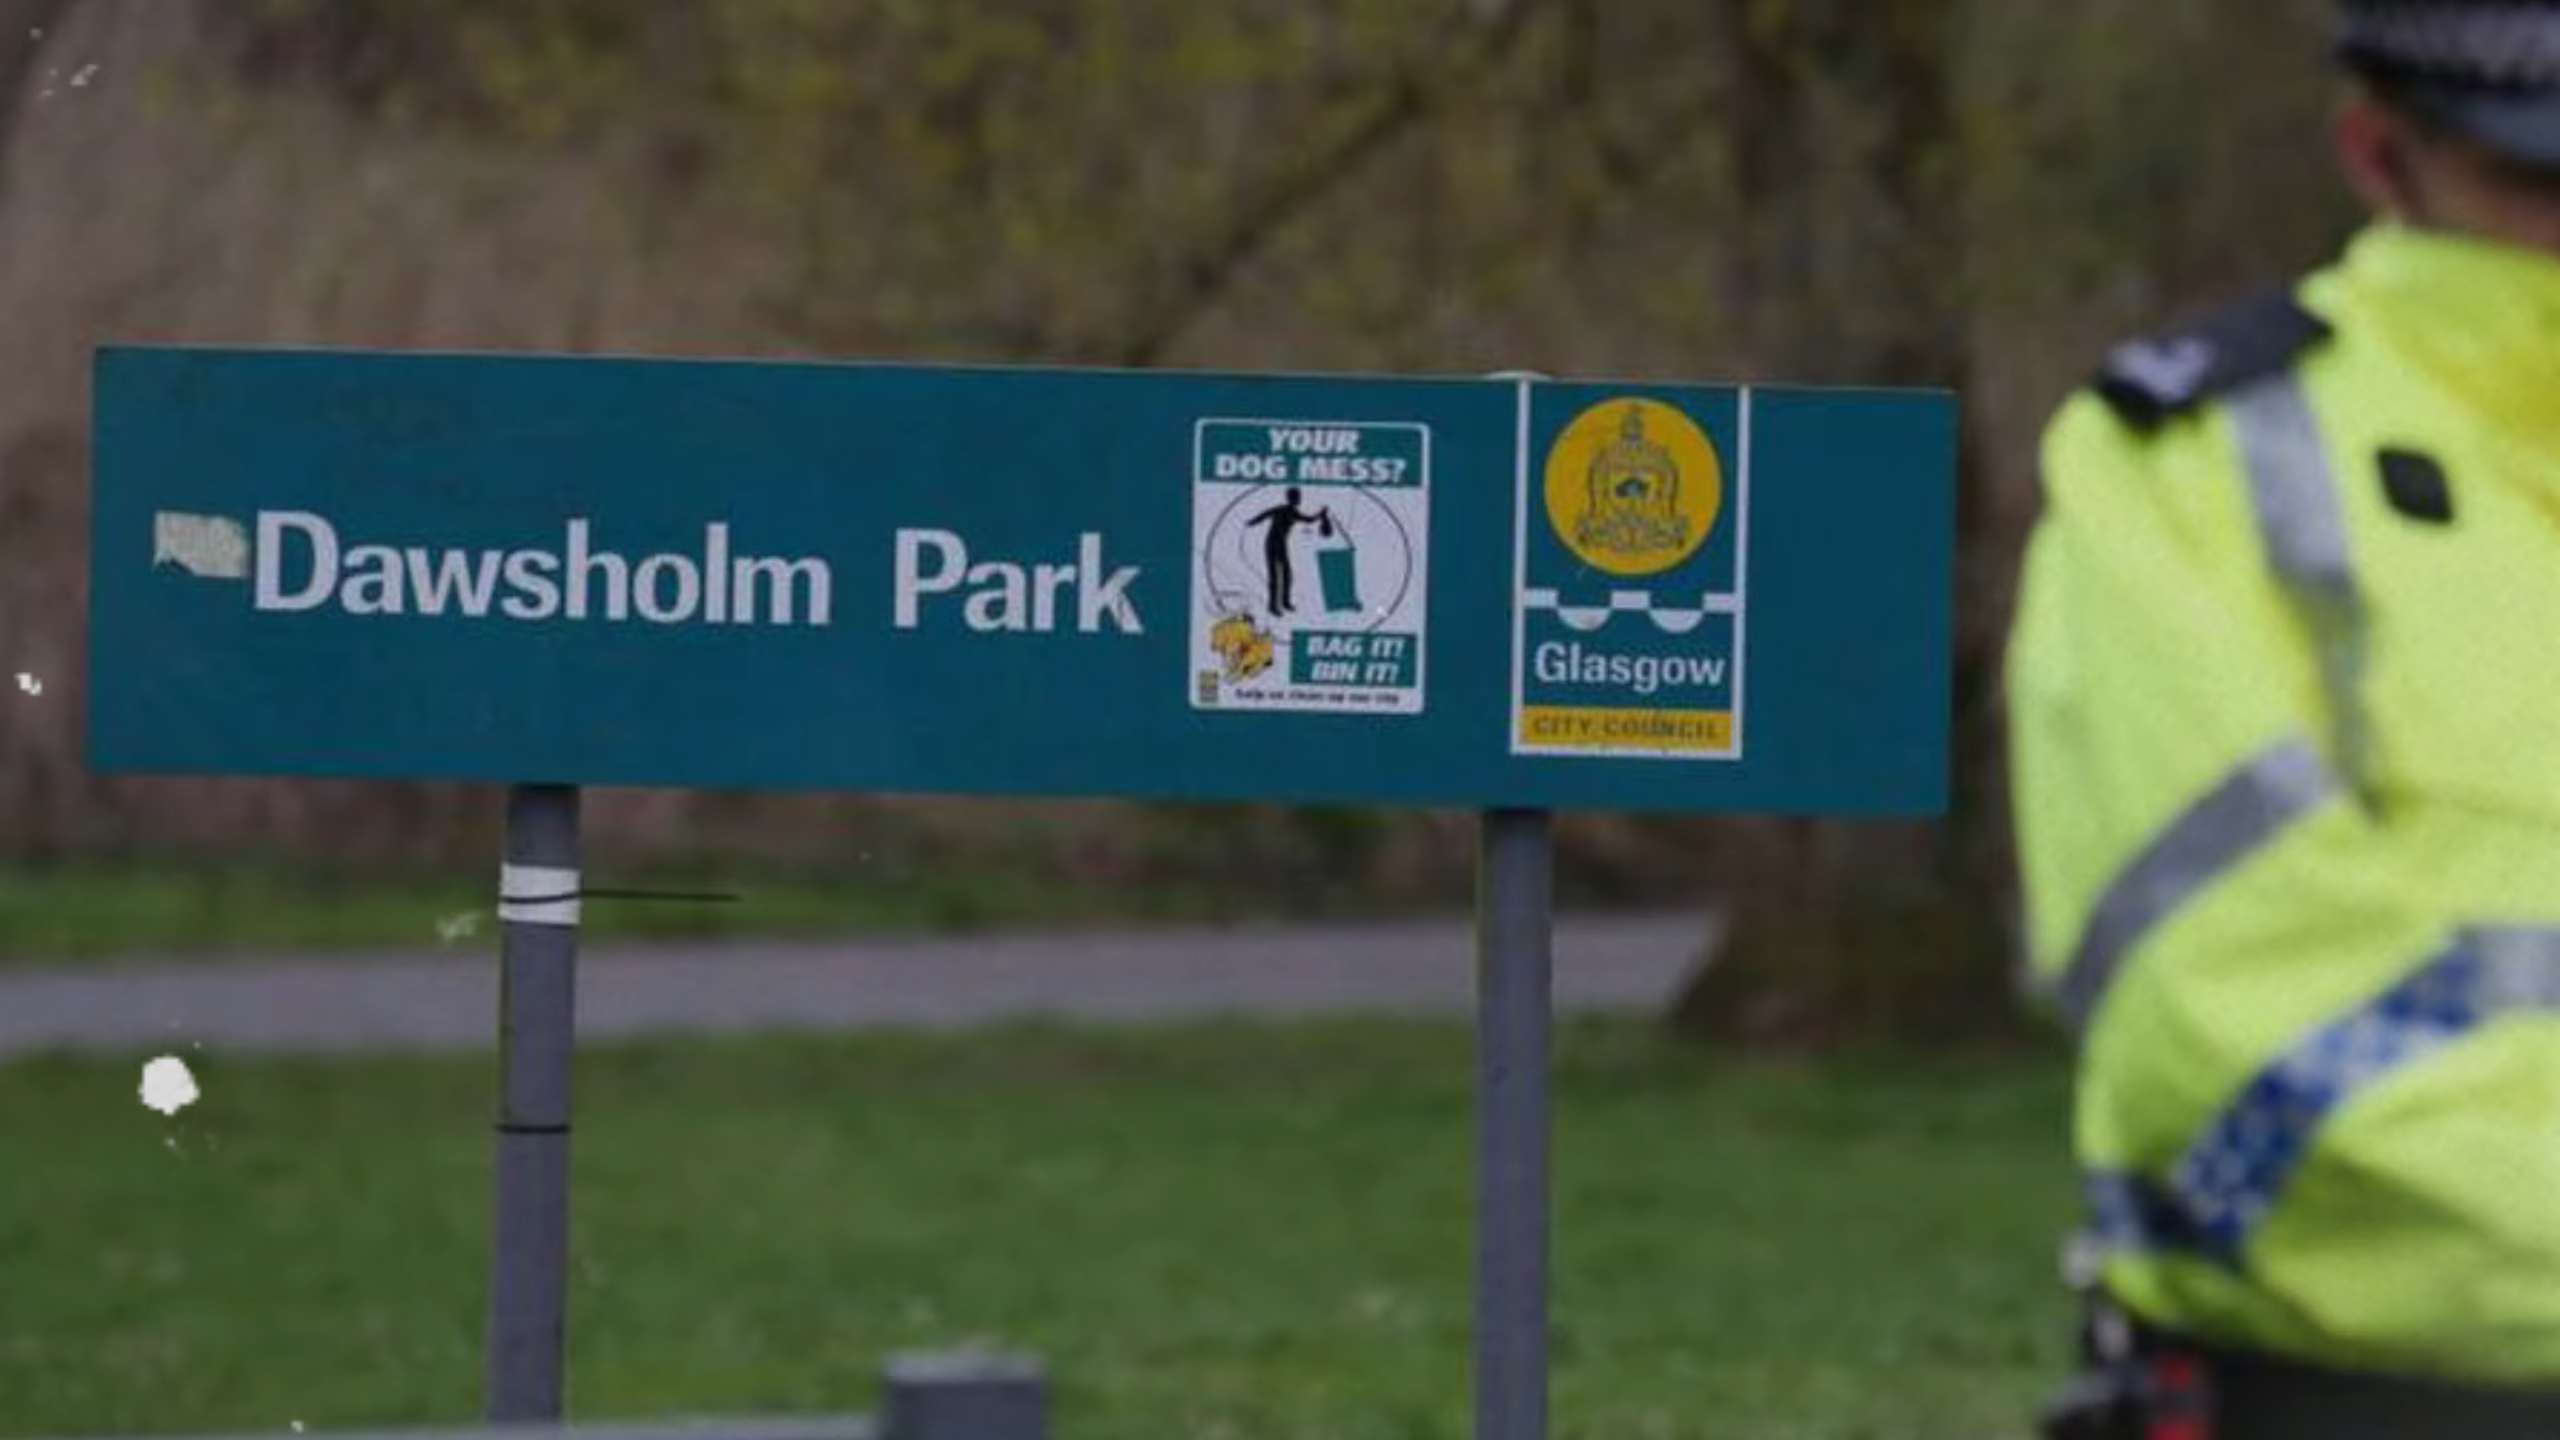 Dawsholm Park
YOUR
DOG MESS?
BAG IT!
BIN IT!
Glasgow
CITY COUNCIL